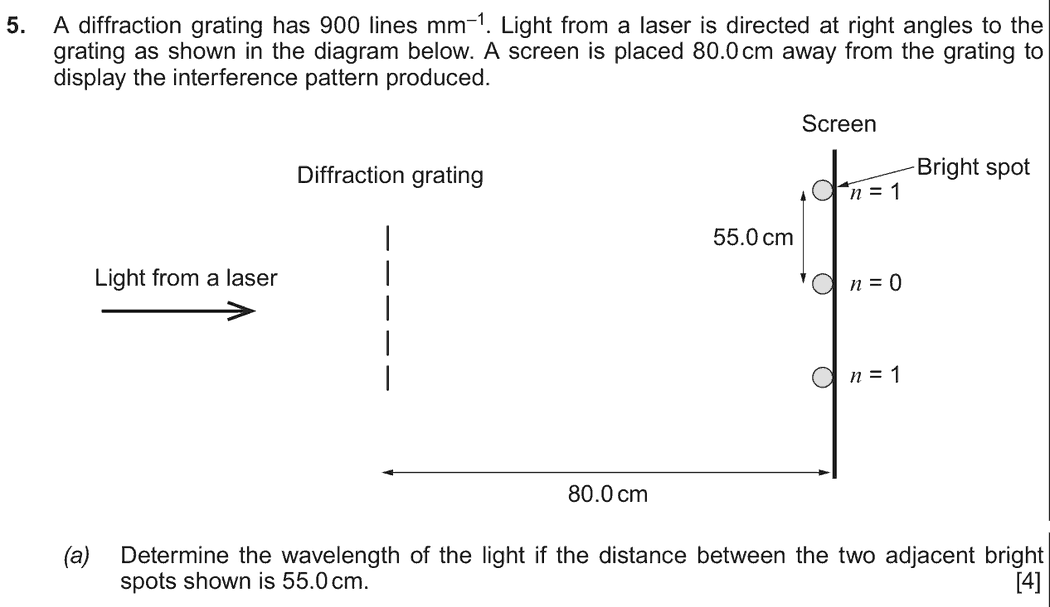 5. A diffraction grating has 900 lines mm⁻¹. Light from a laser is directed at right angles to the
grating as shown in the diagram below. A screen is placed 80.0 cm away from the grating to
display the interference pattern produced.
Screen
Diffraction grating
Bright spot
n = 1
55.0 cm
Light from a laser
n = 0
n = 1
80.0 cm
(a) Determine the wavelength of the light if the distance between the two adjacent bright
spots shown is 55.0 cm. [4]